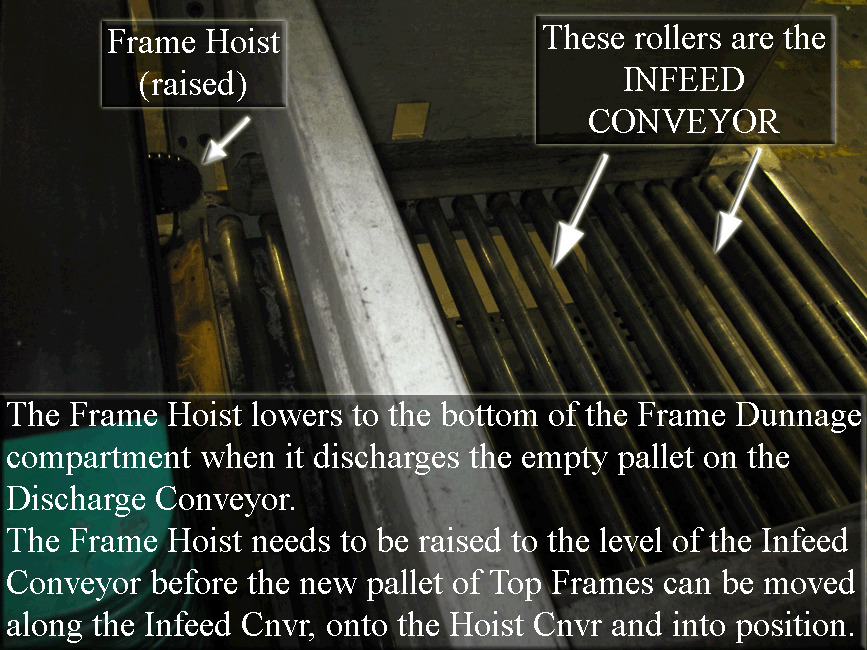 Frame Hoist
(raised)
These rollers are the
INFEED
CONVEYOR
The Frame Hoist lowers to the bottom of the Frame Dunnage
compartment when it discharges the empty pallet on the
Discharge Conveyor.
The Frame Hoist needs to be raised to the level of the Infeed
Conveyor before the new pallet of Top Frames can be moved
along the Infeed Cnvr, onto the Hoist Cnvr and into position.